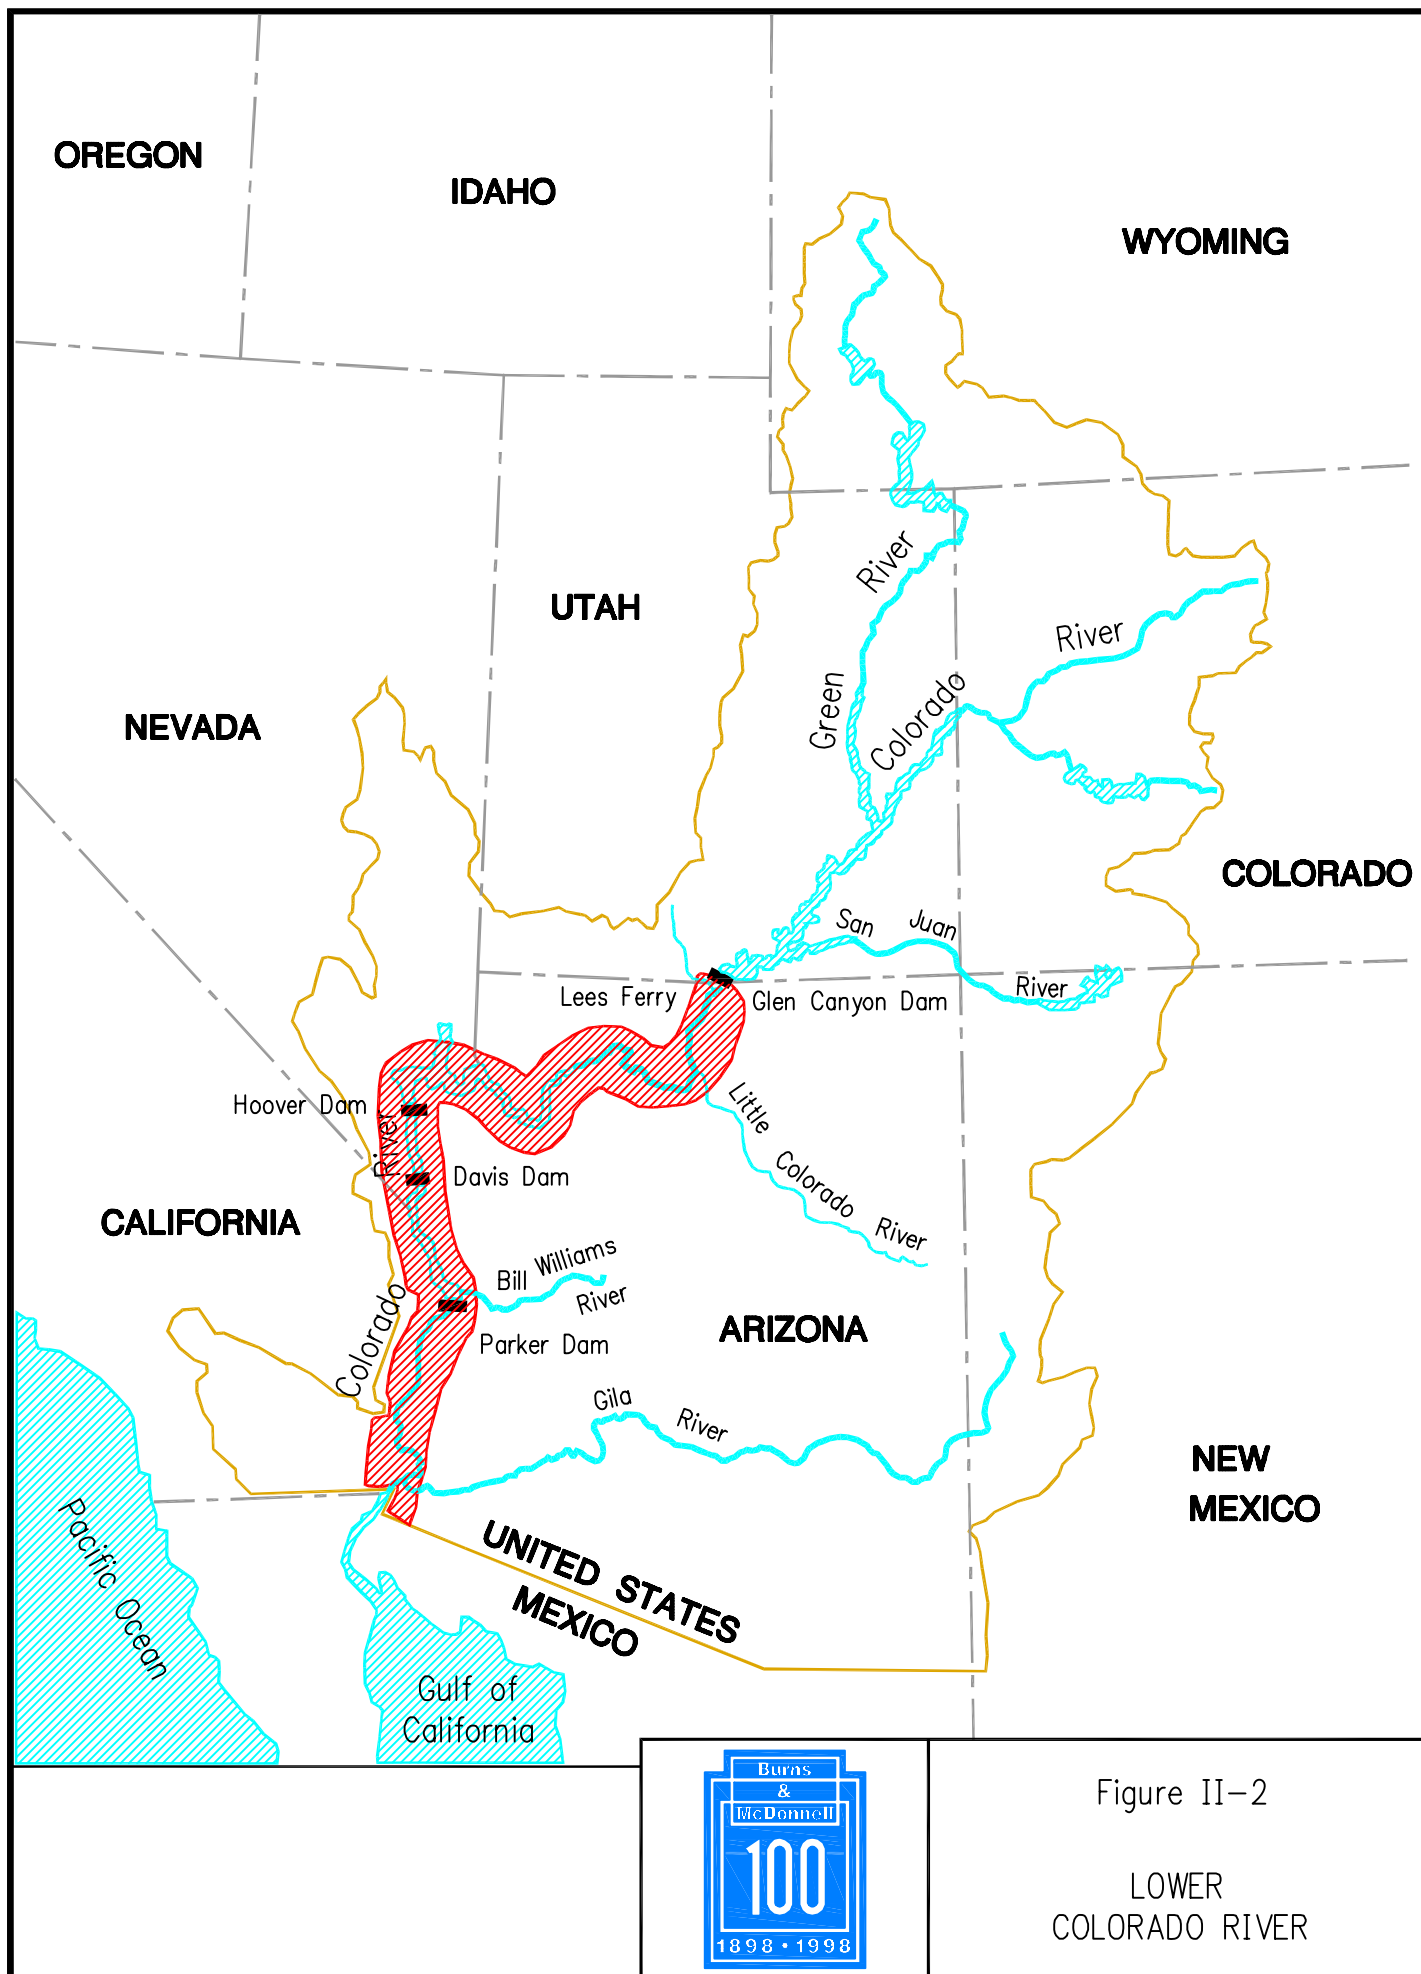 OREGON
IDAHO
WYOMING
River
Green
UTAH
River
Colorado
NEVADA
COLORADO
San Juan
River
Lees Ferry
Glen Canyon Dam
Hoover Dam
River
Little
Colorado
River
Davis Dam
CALIFORNIA
Bill Williams
River
Colorado
ARIZONA
Parker Dam
Gila
River
NEW
MEXICO
Pacific Ocean
UNITED STATES
MEXICO
Gulf of
California
Burns
&
McDonnell
100
1898 • 1998
Figure II-2
LOWER
COLORADO RIVER